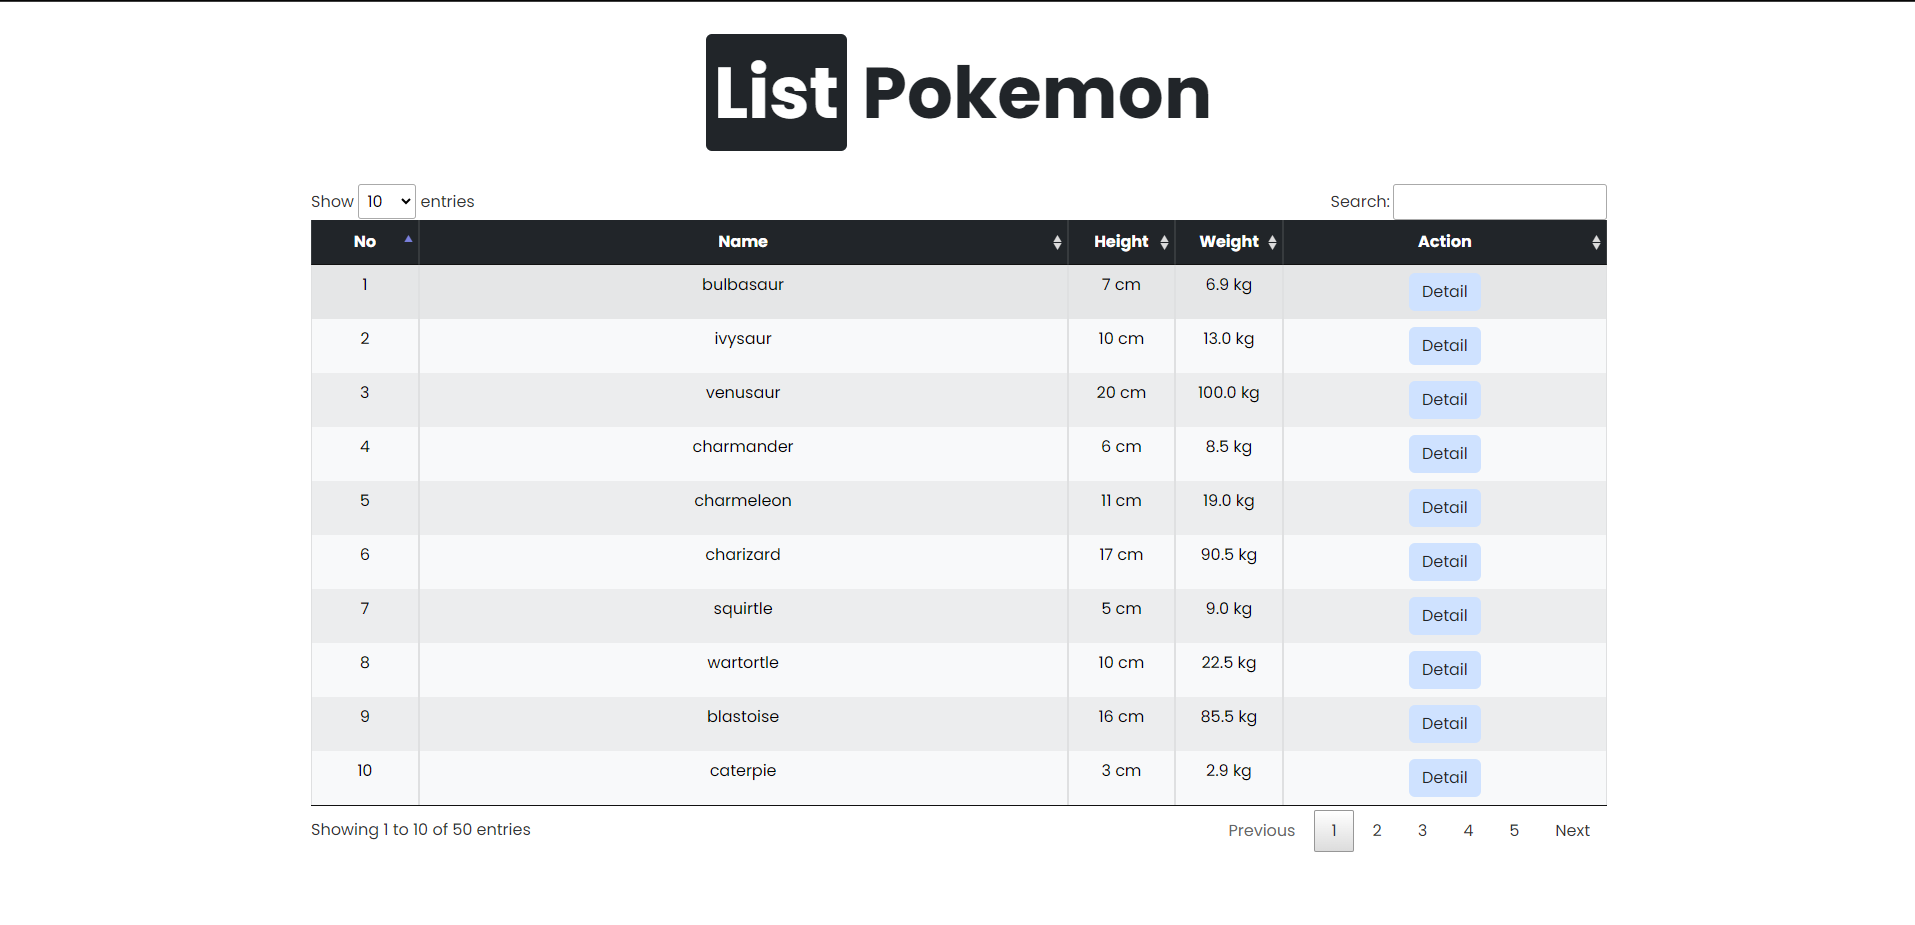 List Pokemon
Show 10 entries Search:
No Name Height Weight Action
1 bulbasaur 7 cm 6.9 kg Detail
2 ivysaur 10 cm 13.0 kg Detail
3 venusaur 20 cm 100.0 kg Detail
4 charmander 6 cm 8.5 kg Detail
5 charmeleon 11 cm 19.0 kg Detail
6 charizard 17 cm 90.5 kg Detail
7 squirtle 5 cm 9.0 kg Detail
8 wartortle 10 cm 22.5 kg Detail
9 blastoise 16 cm 85.5 kg Detail
10 caterpie 3 cm 2.9 kg Detail
Showing 1 to 10 of 50 entries Previous 1 2 3 4 5 Next